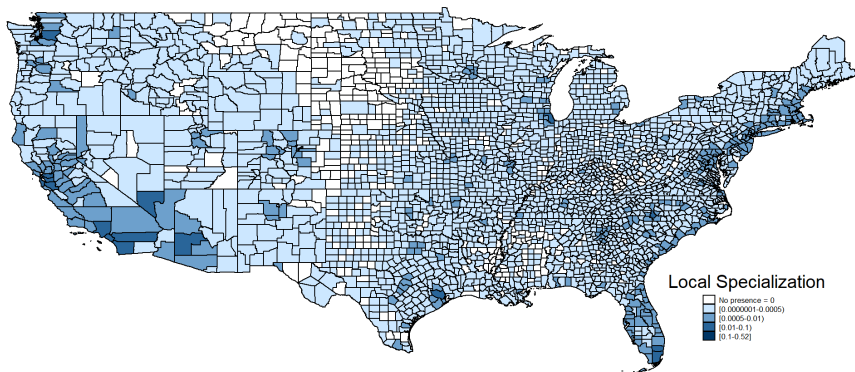 Local Specialization
No presence = 0
[0.0000001-0.0005)
[0.0005-0.01)
[0.01-0.1)
[0.1-0.52]